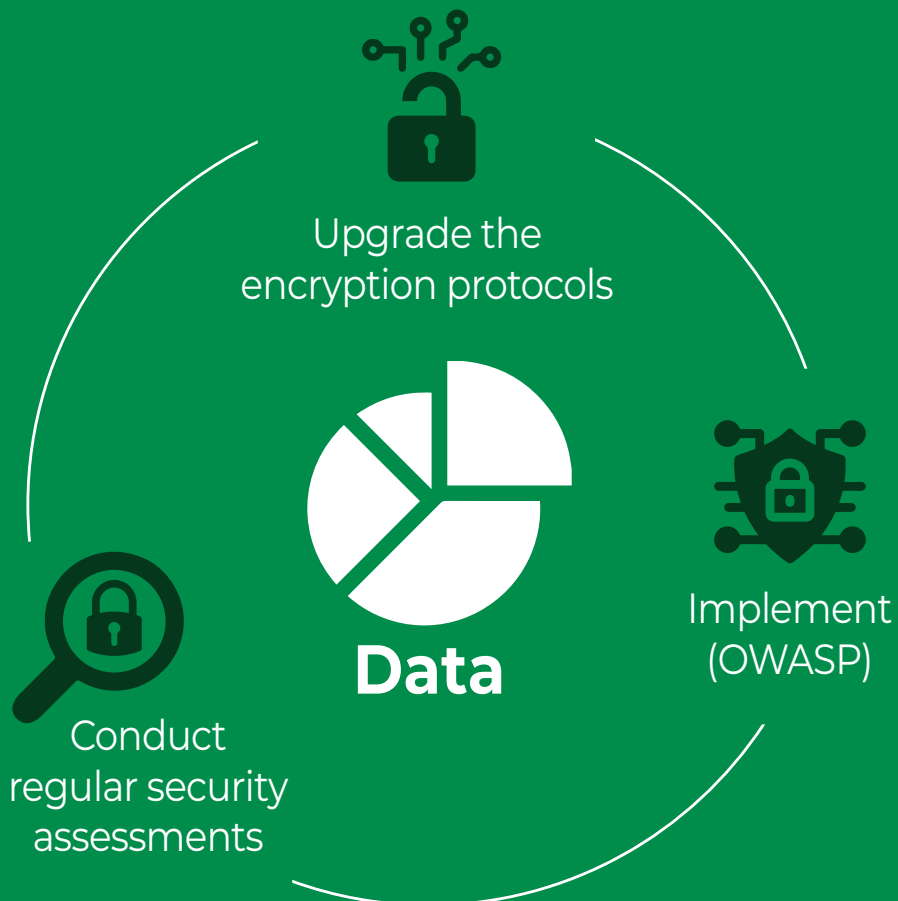 Upgrade the
encryption protocols
Implement
(OWASP)
Data
Conduct
regular security
assessments